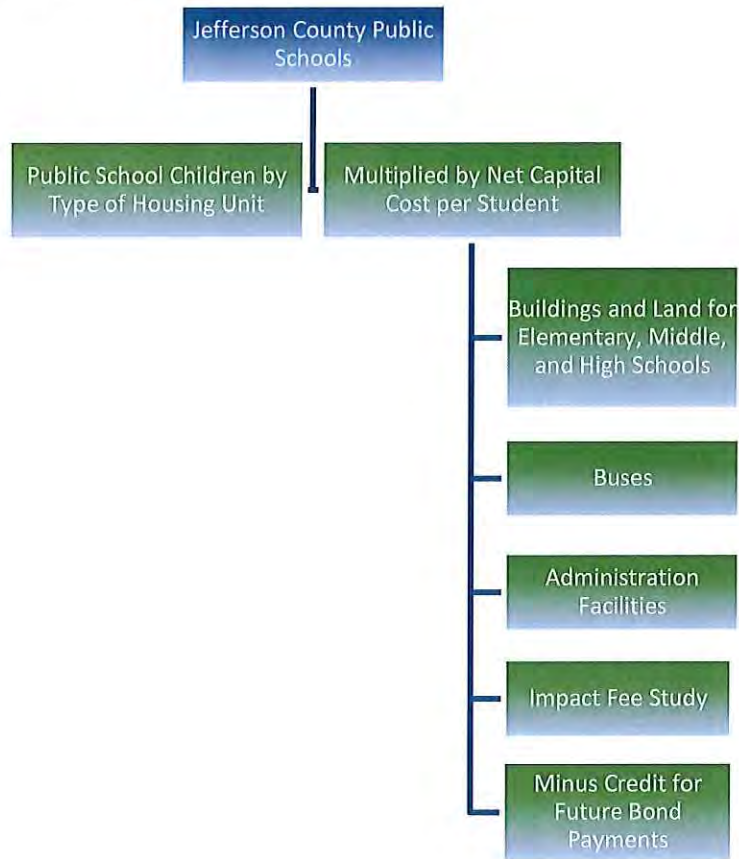 Jefferson County Public
Schools
Public School Children by
Type of Housing Unit
Multiplied by Net Capital
Cost per Student
Buildings and Land for
Elementary, Middle,
and High Schools
Buses
Administration
Facilities
Impact Fee Study
Minus Credit for
Future Bond
Payments